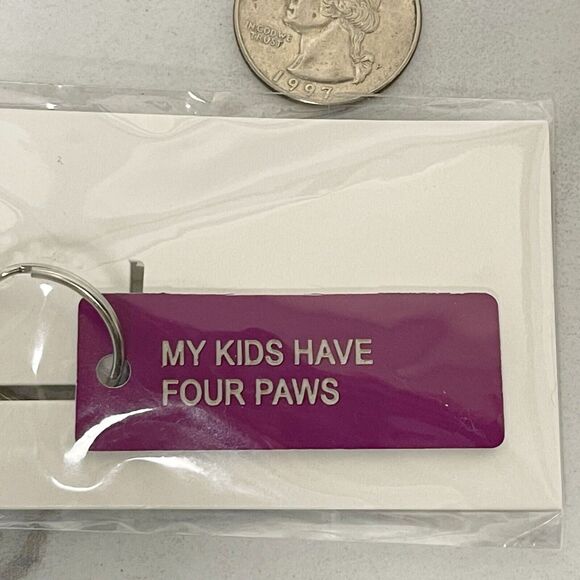 IN GOD WE
TRUST
P
1997
MY KIDS HAVE
FOUR PAWS